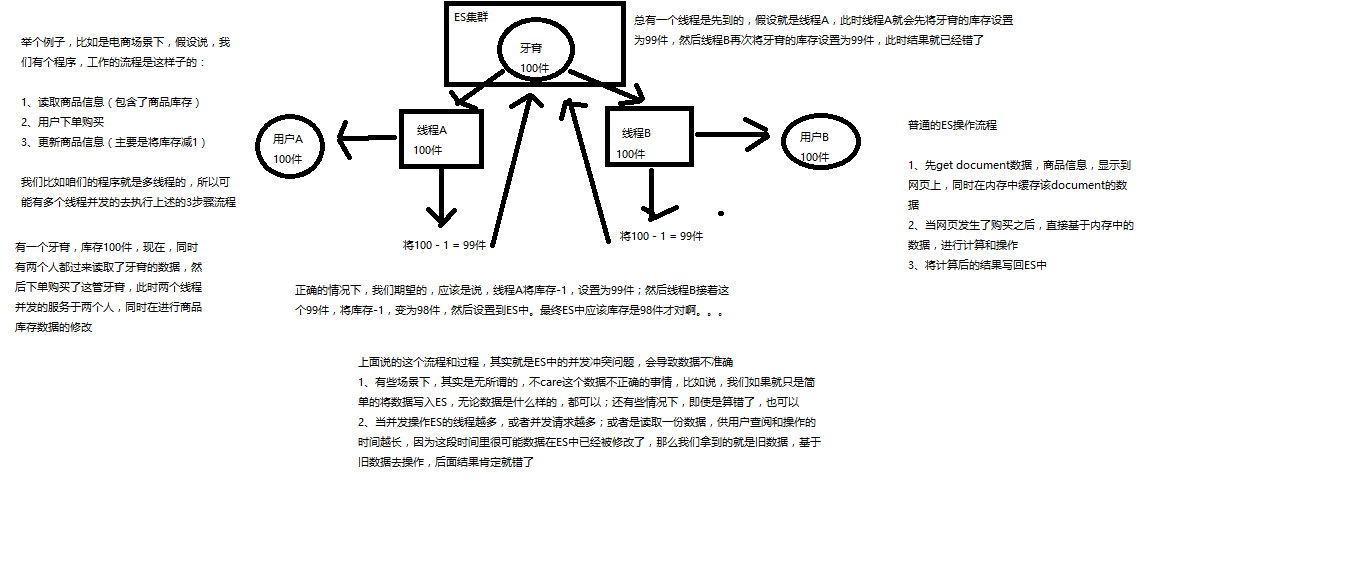 举个例子，比如是电商场景下，假设说，我
们有个程序，工作的流程是这样子的：
1、读取商品信息（包含了商品库存）
2、用户下单购买
3、更新商品信息（主要是将库存减1）
我们比如咱们的程序就是多线程的，所以可
能有多个线程并发的去执行上述的3步骤流程
有一个牙膏，库存100件，现在，同时
有两个人都过来读取了牙膏的数据，然
后下单购买了这管牙膏，此时两个线程
并发的服务于两个人，同时在进行商品
库存数据的修改
ES集群
牙膏
100件
总有一个线程是先到的，假设就是线程A，此时线程A就会先将牙膏的库存设置
为99件，然后线程B再次将牙膏的库存设置为99件，此时结果就已经错了
用户A
100件
线程A
100件
线程B
100件
用户B
100件
将100 - 1 = 99件
将100 - 1 = 99件
普通的ES操作流程
1、先get document数据，商品信息，显示到
网页上，同时在内存中缓存该document的数
据
2、当网页发生了购买之后，直接基于内存中的
数据，进行计算和操作
3、将计算后的结果写回ES中
正确的情况下，我们期望的，应该是说，线程A将库存-1，设置为99件；然后线程B接着这
个99件，将库存-1，变为98件，然后设置到ES中。最终ES中应该库存是98件才对啊。。。
上面说的这个流程和过程，其实就是ES中的并发冲突问题，会导致数据不准确
1、有些场景下，其实是无所谓的，不care这个数据不正确的事情，比如说，我们如果就只是简
单的将数据写入ES，无论数据是什么样的，都可以；还有些情况下，即使是算错了，也可以
2、当并发操作ES的线程越多，或者并发请求越多；或者是读取一份数据，供用户查阅和操作的
时间越长，因为这段时间里很可能数据在ES中已经被修改了，那么我们拿到的就是旧数据，基于
旧数据去操作，后面结果肯定就错了